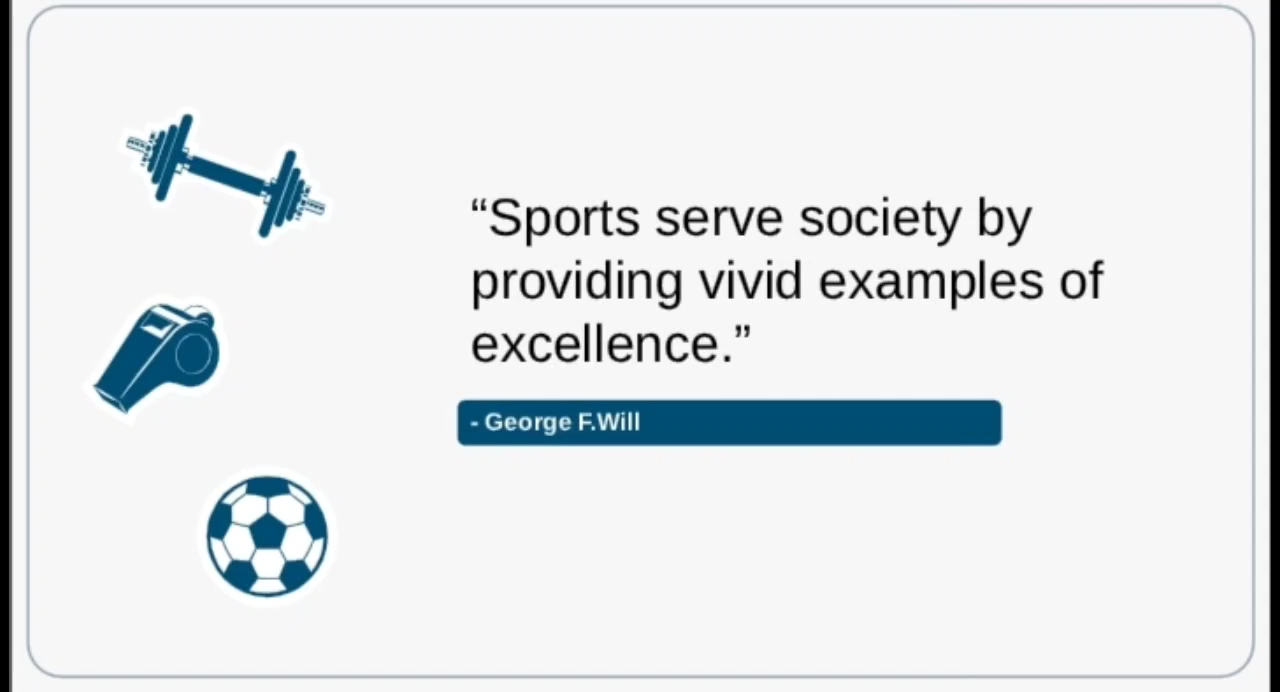 “Sports serve society by
providing vivid examples of
excellence.”
- George F.Will